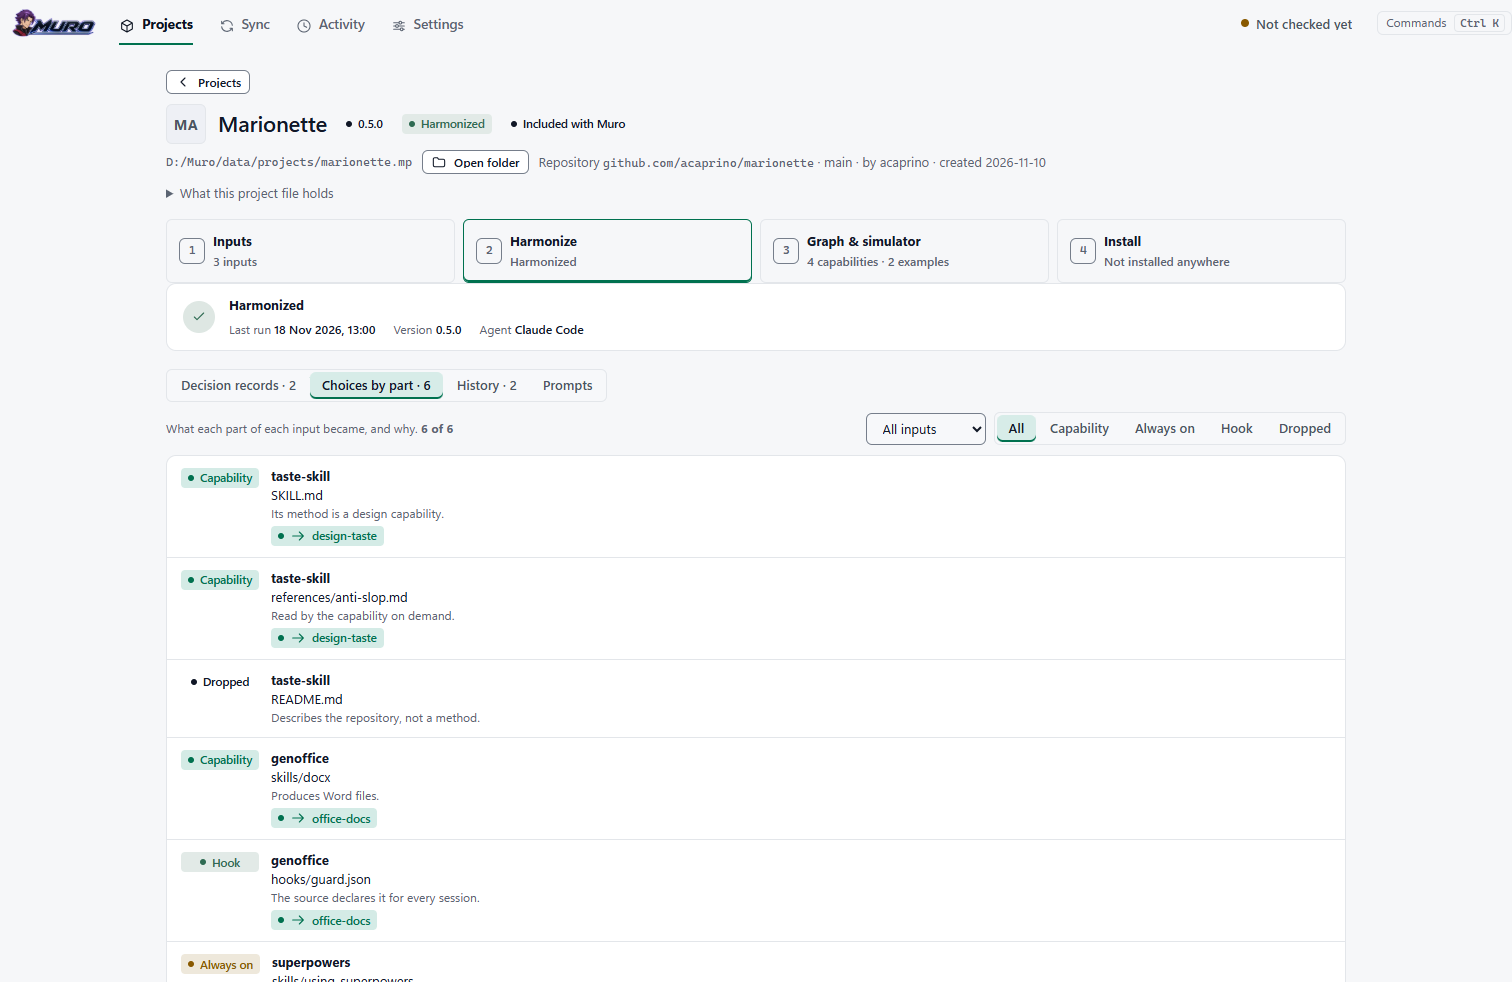 MURO
Projects
Sync
Activity
Settings
Not checked yet
Commands Ctrl K
Projects
MA
Marionette
0.5.0
Harmonized
Included with Muro
D:/Muro/data/projects/marionette.mp
Open folder
Repository github.com/acaprino/marionette · main · by acaprino · created 2026-11-10
What this project file holds
1
Inputs
3 inputs
2
Harmonize
Harmonized
3
Graph & simulator
4 capabilities · 2 examples
4
Install
Not installed anywhere
Harmonized
Last run 18 Nov 2026, 13:00
Version 0.5.0
Agent Claude Code
Decision records · 2
Choices by part · 6
History · 2
Prompts
What each part of each input became, and why. 6 of 6
All inputs
All
Capability
Always on
Hook
Dropped
Capability
taste-skill
SKILL.md
Its method is a design capability.
→ design-taste
Capability
taste-skill
references/anti-slop.md
Read by the capability on demand.
→ design-taste
Dropped
taste-skill
README.md
Describes the repository, not a method.
Capability
genoffice
skills/docx
Produces Word files.
→ office-docs
Hook
genoffice
hooks/guard.json
The source declares it for every session.
→ office-docs
Always on
superpowers
skills/using-superpowers